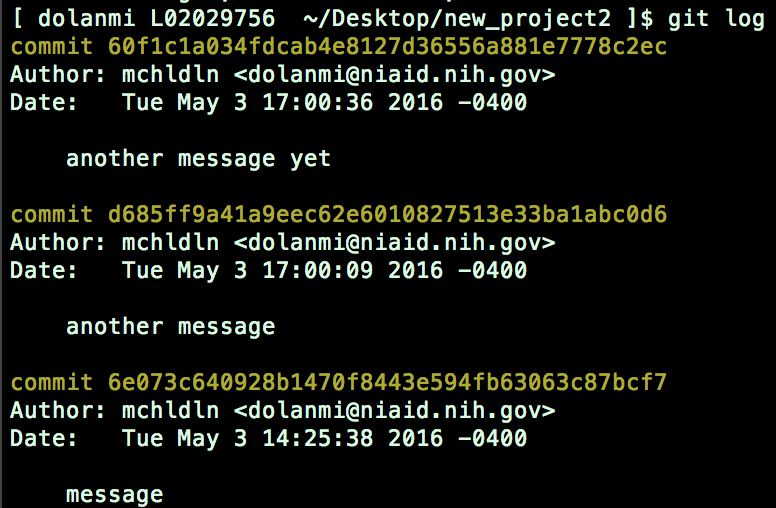 [ dolanmi L02029756  ~/Desktop/new_project2 ]$ git log
commit 60f1c1a034fdcab4e8127d36556a881e7778c2ec
Author: mchldln <dolanmi@niaid.nih.gov>
Date:   Tue May 3 17:00:36 2016 -0400
    another message yet
commit d685ff9a41a9eec62e6010827513e33ba1abc0d6
Author: mchldln <dolanmi@niaid.nih.gov>
Date:   Tue May 3 17:00:09 2016 -0400
    another message
commit 6e073c640928b1470f8443e594fb63063c87bcf7
Author: mchldln <dolanmi@niaid.nih.gov>
Date:   Tue May 3 14:25:38 2016 -0400
    message